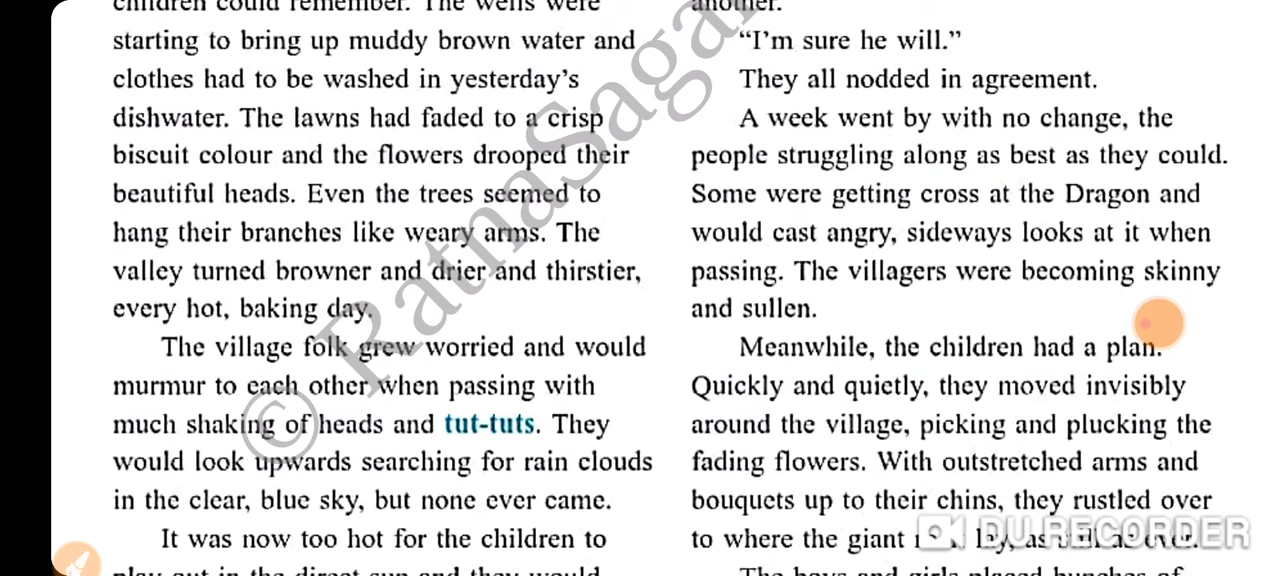 children could remember. The wells were
starting to bring up muddy brown water and
clothes had to be washed in yesterday's
dishwater. The lawns had faded to a crisp
biscuit colour and the flowers drooped their
beautiful heads. Even the trees seemed to
hang their branches like weary arms. The
valley turned browner and drier and thirstier,
every hot, baking day.
The village folk grew worried and would
murmur to each other when passing with
much shaking of heads and tut-tuts. They
would look upwards searching for rain clouds
in the clear, blue sky, but none ever came.
It was now too hot for the children to
play out in the direct sun and they would
another.
“I'm sure he will.”
They all nodded in agreement.
A week went by with no change, the
people struggling along as best as they could.
Some were getting cross at the Dragon and
would cast angry, sideways looks at it when
passing. The villagers were becoming skinny
and sullen.
Meanwhile, the children had a plan.
Quickly and quietly, they moved invisibly
around the village, picking and plucking the
fading flowers. With outstretched arms and
bouquets up to their chins, they rustled over
to where the giant lay, as still as ever.
The boys and girls placed bunches of
© RatnaSagar
DU RECORDER